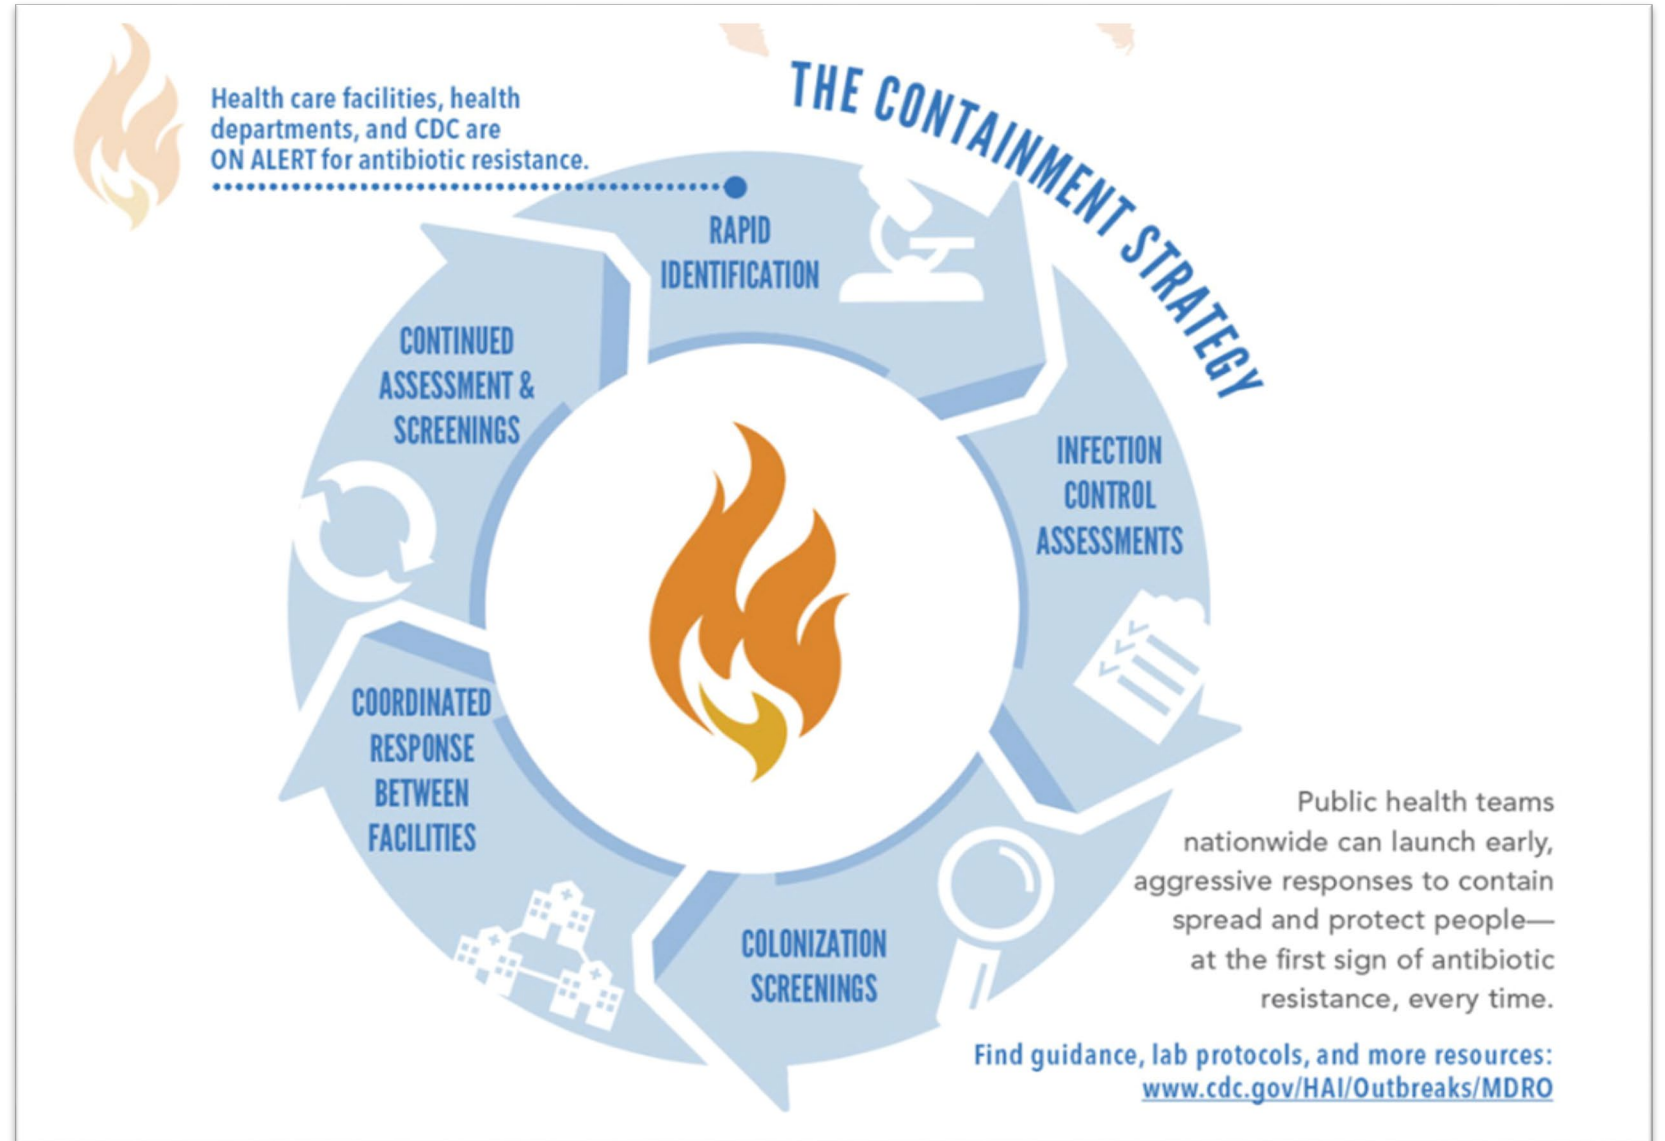 Health care facilities, health
departments, and CDC are
ON ALERT for antibiotic resistance.
THE CONTAINMENT STRATEGY
RAPID
IDENTIFICATION
INFECTION
CONTROL
ASSESSMENTS
COLONIZATION
SCREENINGS
COORDINATED
RESPONSE
BETWEEN
FACILITIES
CONTINUED
ASSESSMENT &
SCREENINGS
Public health teams
nationwide can launch early,
aggressive responses to contain
spread and protect people—
at the first sign of antibiotic
resistance, every time.
Find guidance, lab protocols, and more resources:
www.cdc.gov/HAI/Outbreaks/MDRO